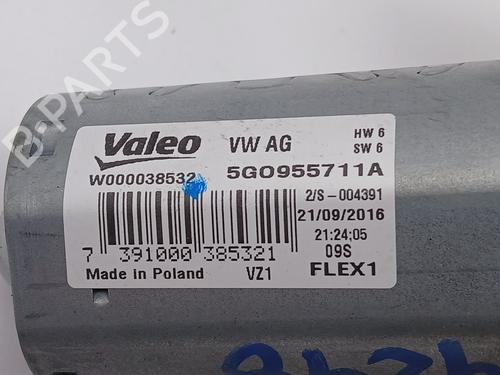 B-PARTS
Valeo VW AG HW 6
SW 6
W000038532 5G0955711A
2/S-004391
21/09/2016
21:24:05
09S
7 391000 385321
Made in Poland VZ1 FLEX1